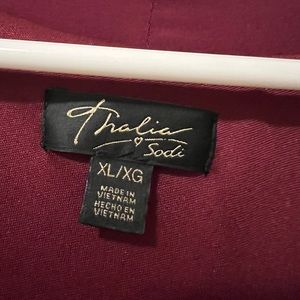 Thalia
Sodi
XL/XG
MADE IN
VIETNAM
HECHO EN
VIETNAM